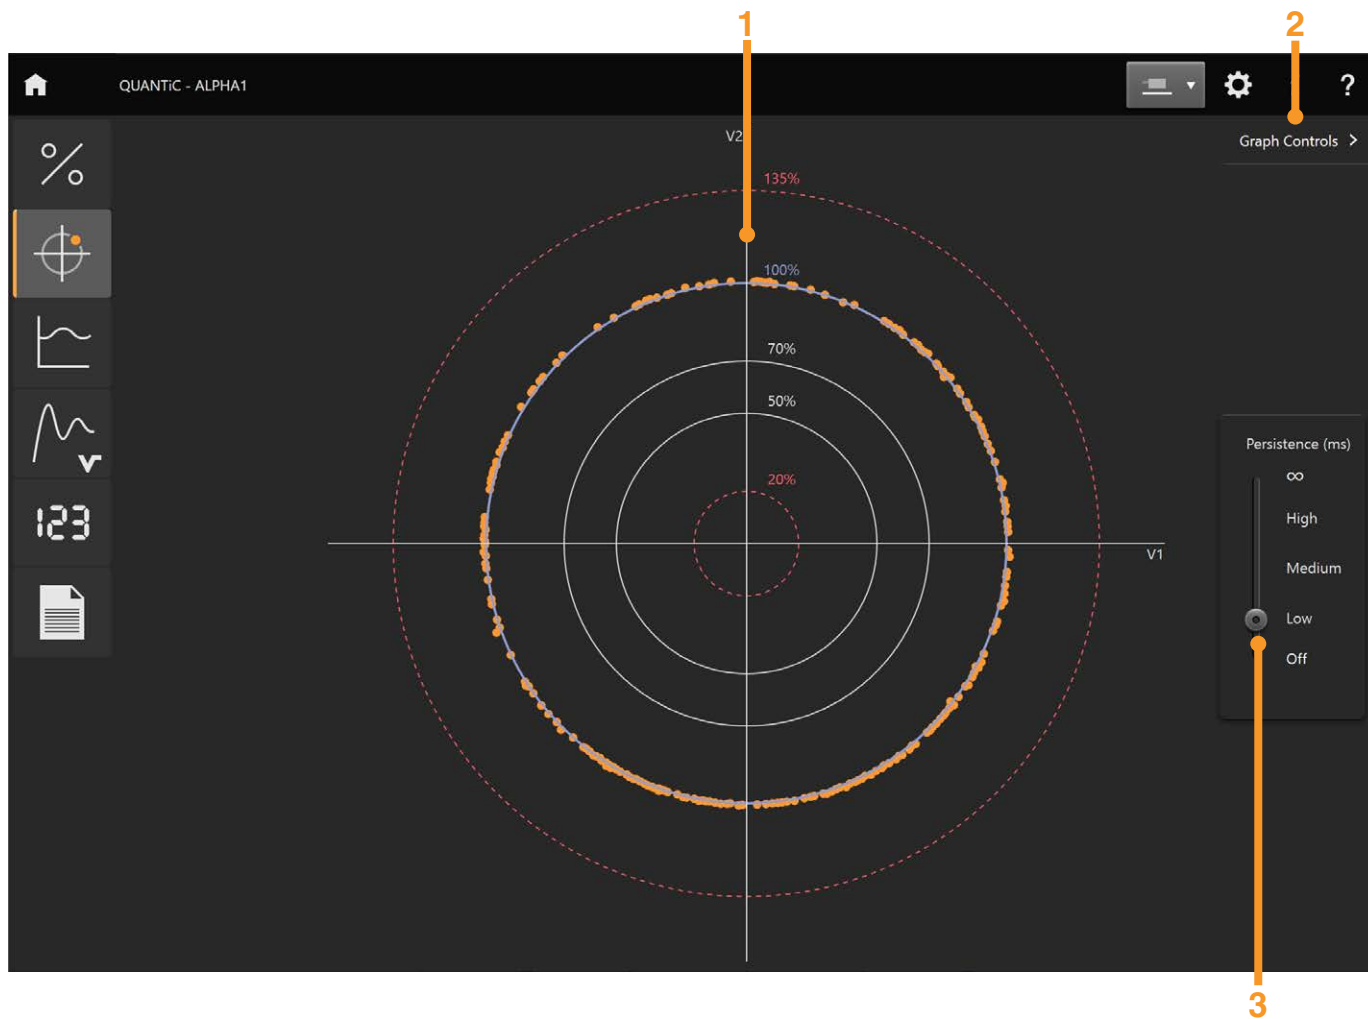 1
2
QUANTiC - ALPHA1
?
V2
Graph Controls >
135%
100%
70%
50%
20%
V1
123
Persistence (ms)
∞
High
Medium
Low
Off
3